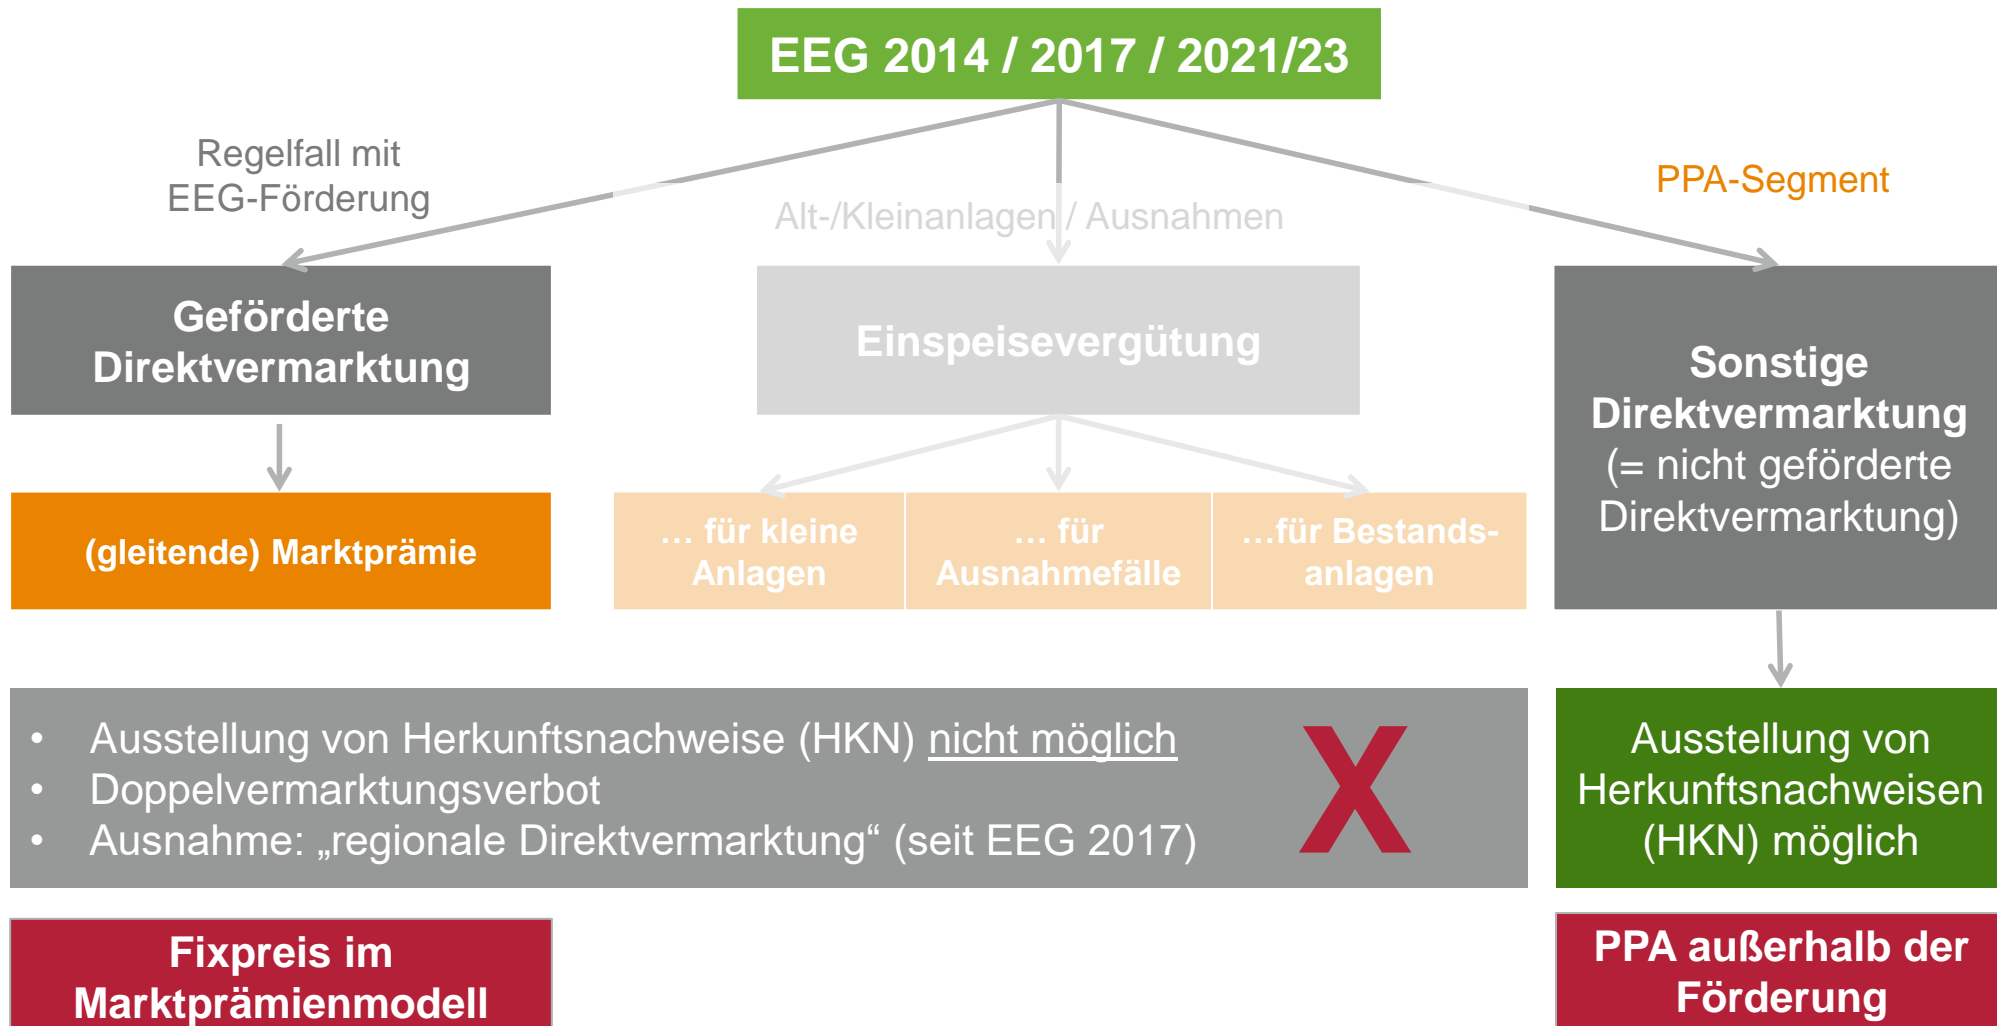 EEG 2014 / 2017 / 2021/23
Regelfall mit
EEG-Förderung
Alt-/Kleinanlagen / Ausnahmen
PPA-Segment
Geförderte
Direktvermarktung
Einspeisevergütung
Sonstige
Direktvermarktung
(= nicht geförderte
Direktvermarktung)
(gleitende) Marktprämie
… für kleine
Anlagen
… für
Ausnahmefälle
…für Bestands-
anlagen
• Ausstellung von Herkunftsnachweise (HKN) nicht möglich
• Doppelvermarktungsverbot
• Ausnahme: „regionale Direktvermarktung“ (seit EEG 2017)
X
Ausstellung von
Herkunftsnachweisen
(HKN) möglich
Fixpreis im
Marktprämienmodell
PPA außerhalb der
Förderung